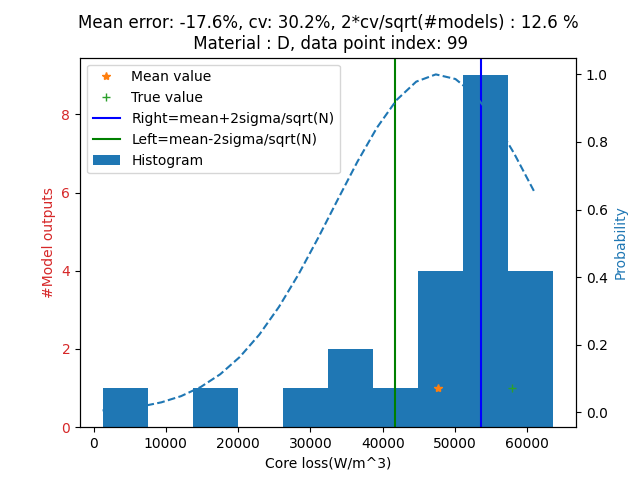 Mean error: -17.6%, cv: 30.2%, 2*cv/sqrt(#models) : 12.6 %
Material : D, data point index: 99
Mean value
True value
Right=mean+2sigma/sqrt(N)
Left=mean-2sigma/sqrt(N)
Histogram
#Model outputs
8
6
4
2
0
1.0
0.8
0.6
0.4
0.2
0.0
Probability
0 10000 20000 30000 40000 50000 60000
Core loss(W/m^3)